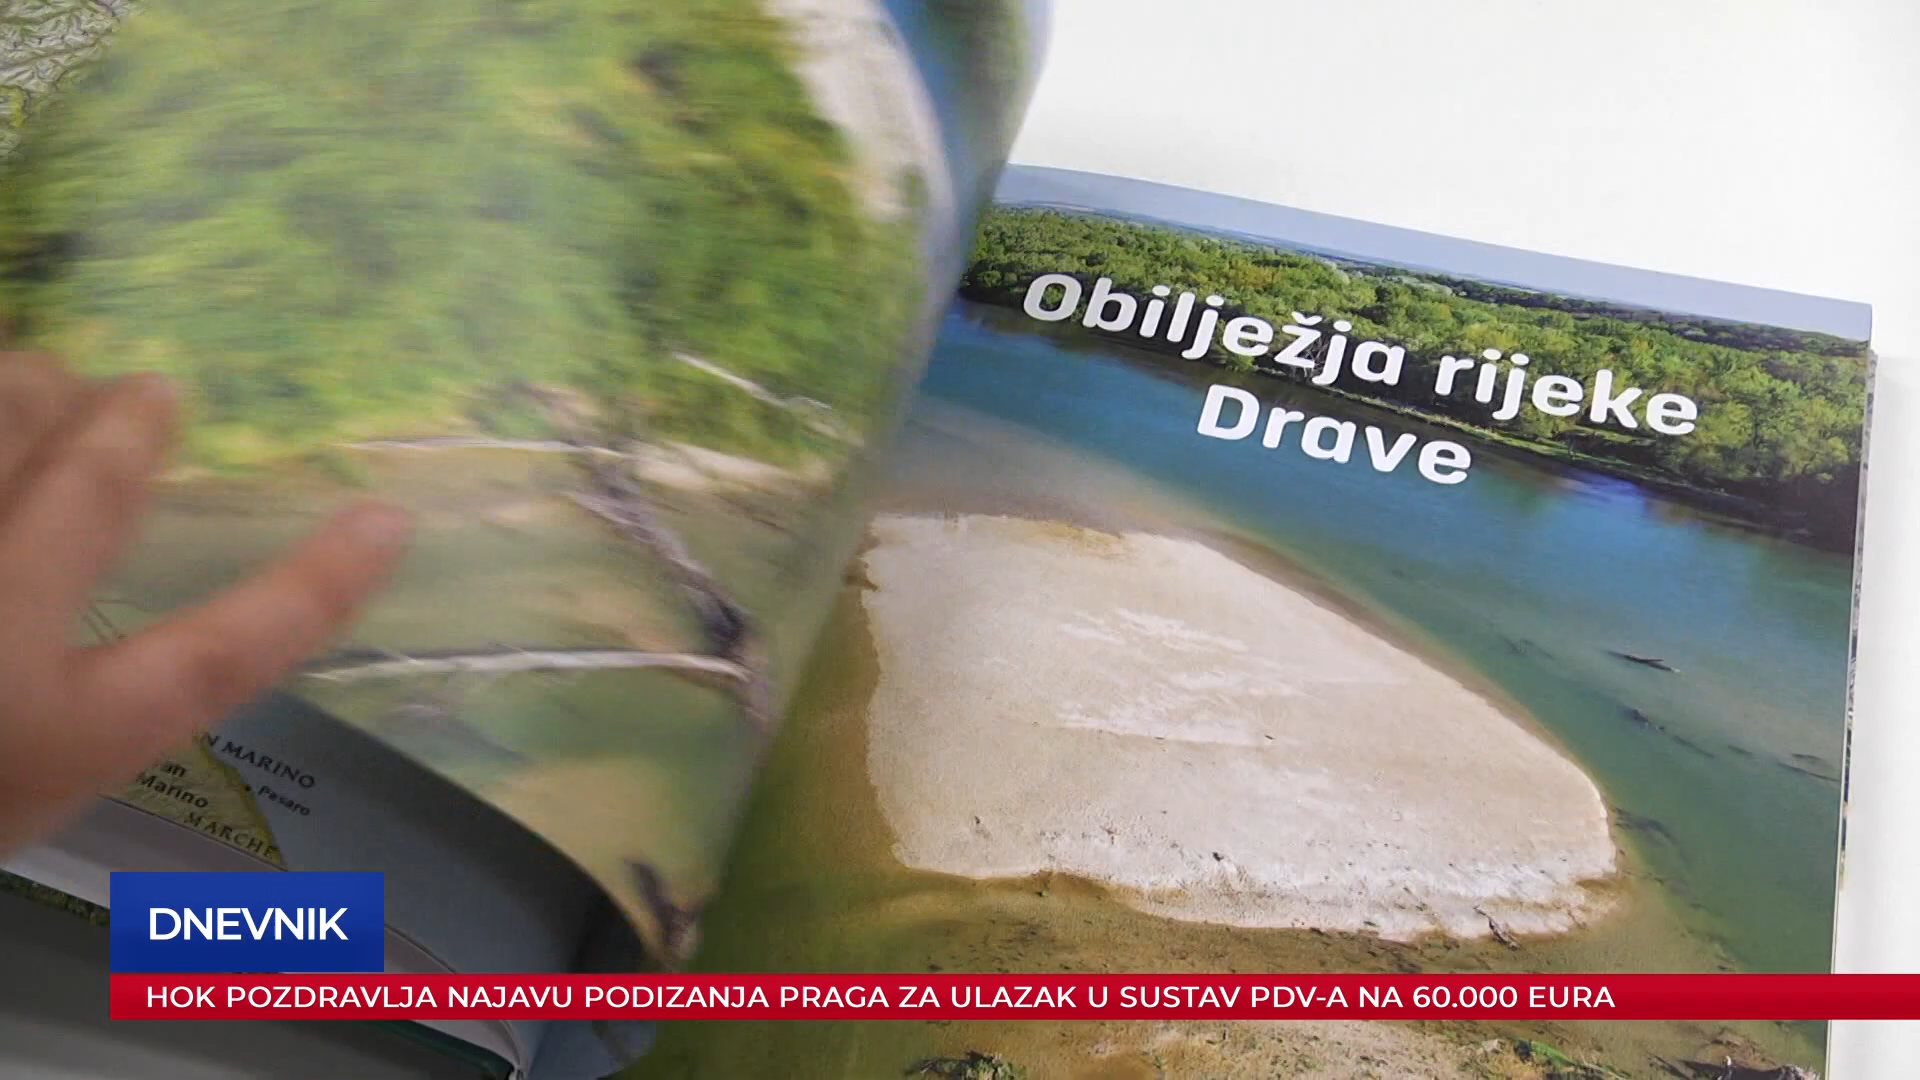 Obilježja rijeke
Drave
N MARINO
Pesaro
Marino
MARCHE
DNEVNIK
HOK POZDRAVLJA NAJAVU PODIZANJA PRAGA ZA ULAZAK U SUSTAV PDV-A NA 60.000 EURA